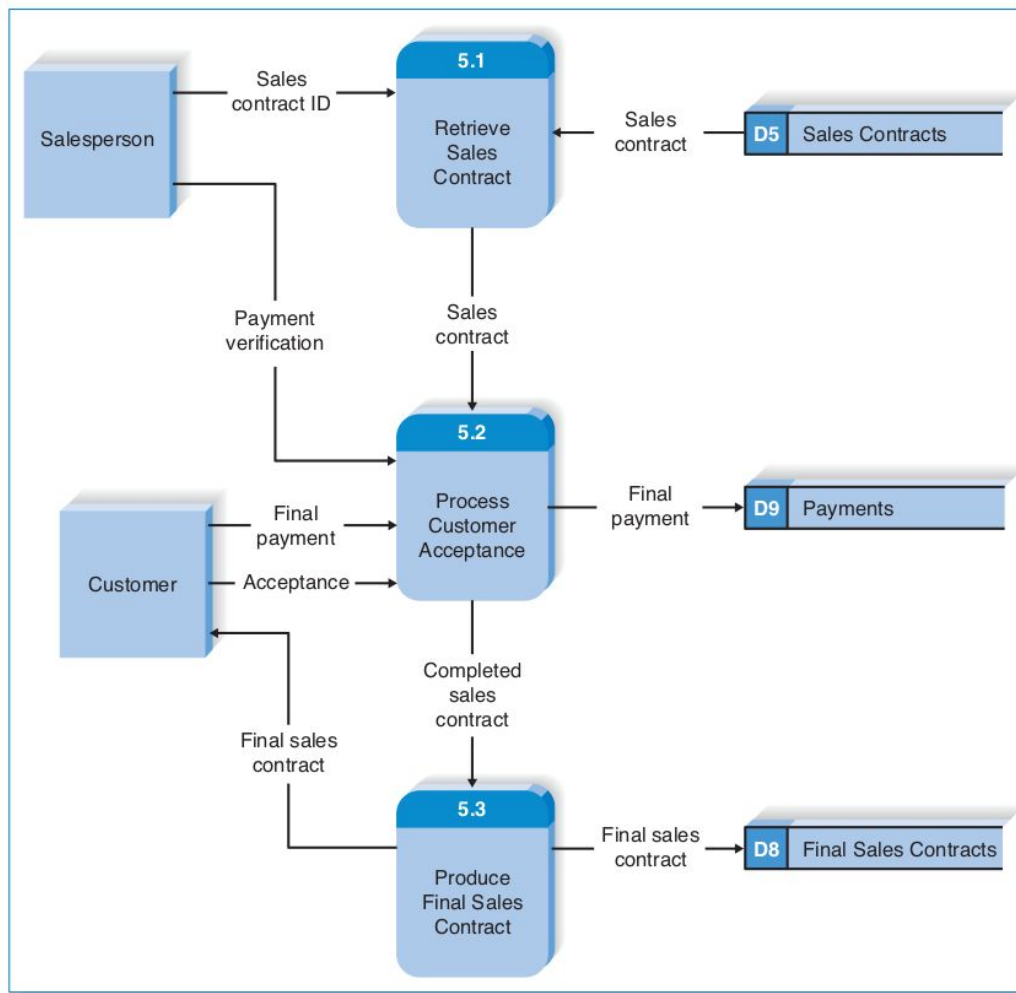 5.1
Sales
contract ID
Salesperson
Retrieve
Sales
Contract
Sales
contract
D5 Sales Contracts
Payment
verification
Sales
contract
5.2
Final
payment
Process
Customer
Acceptance
Final
payment
D9 Payments
Customer
Acceptance
Completed
sales
contract
Final sales
contract
5.3
Final sales
contract
D8 Final Sales Contracts
Produce
Final Sales
Contract